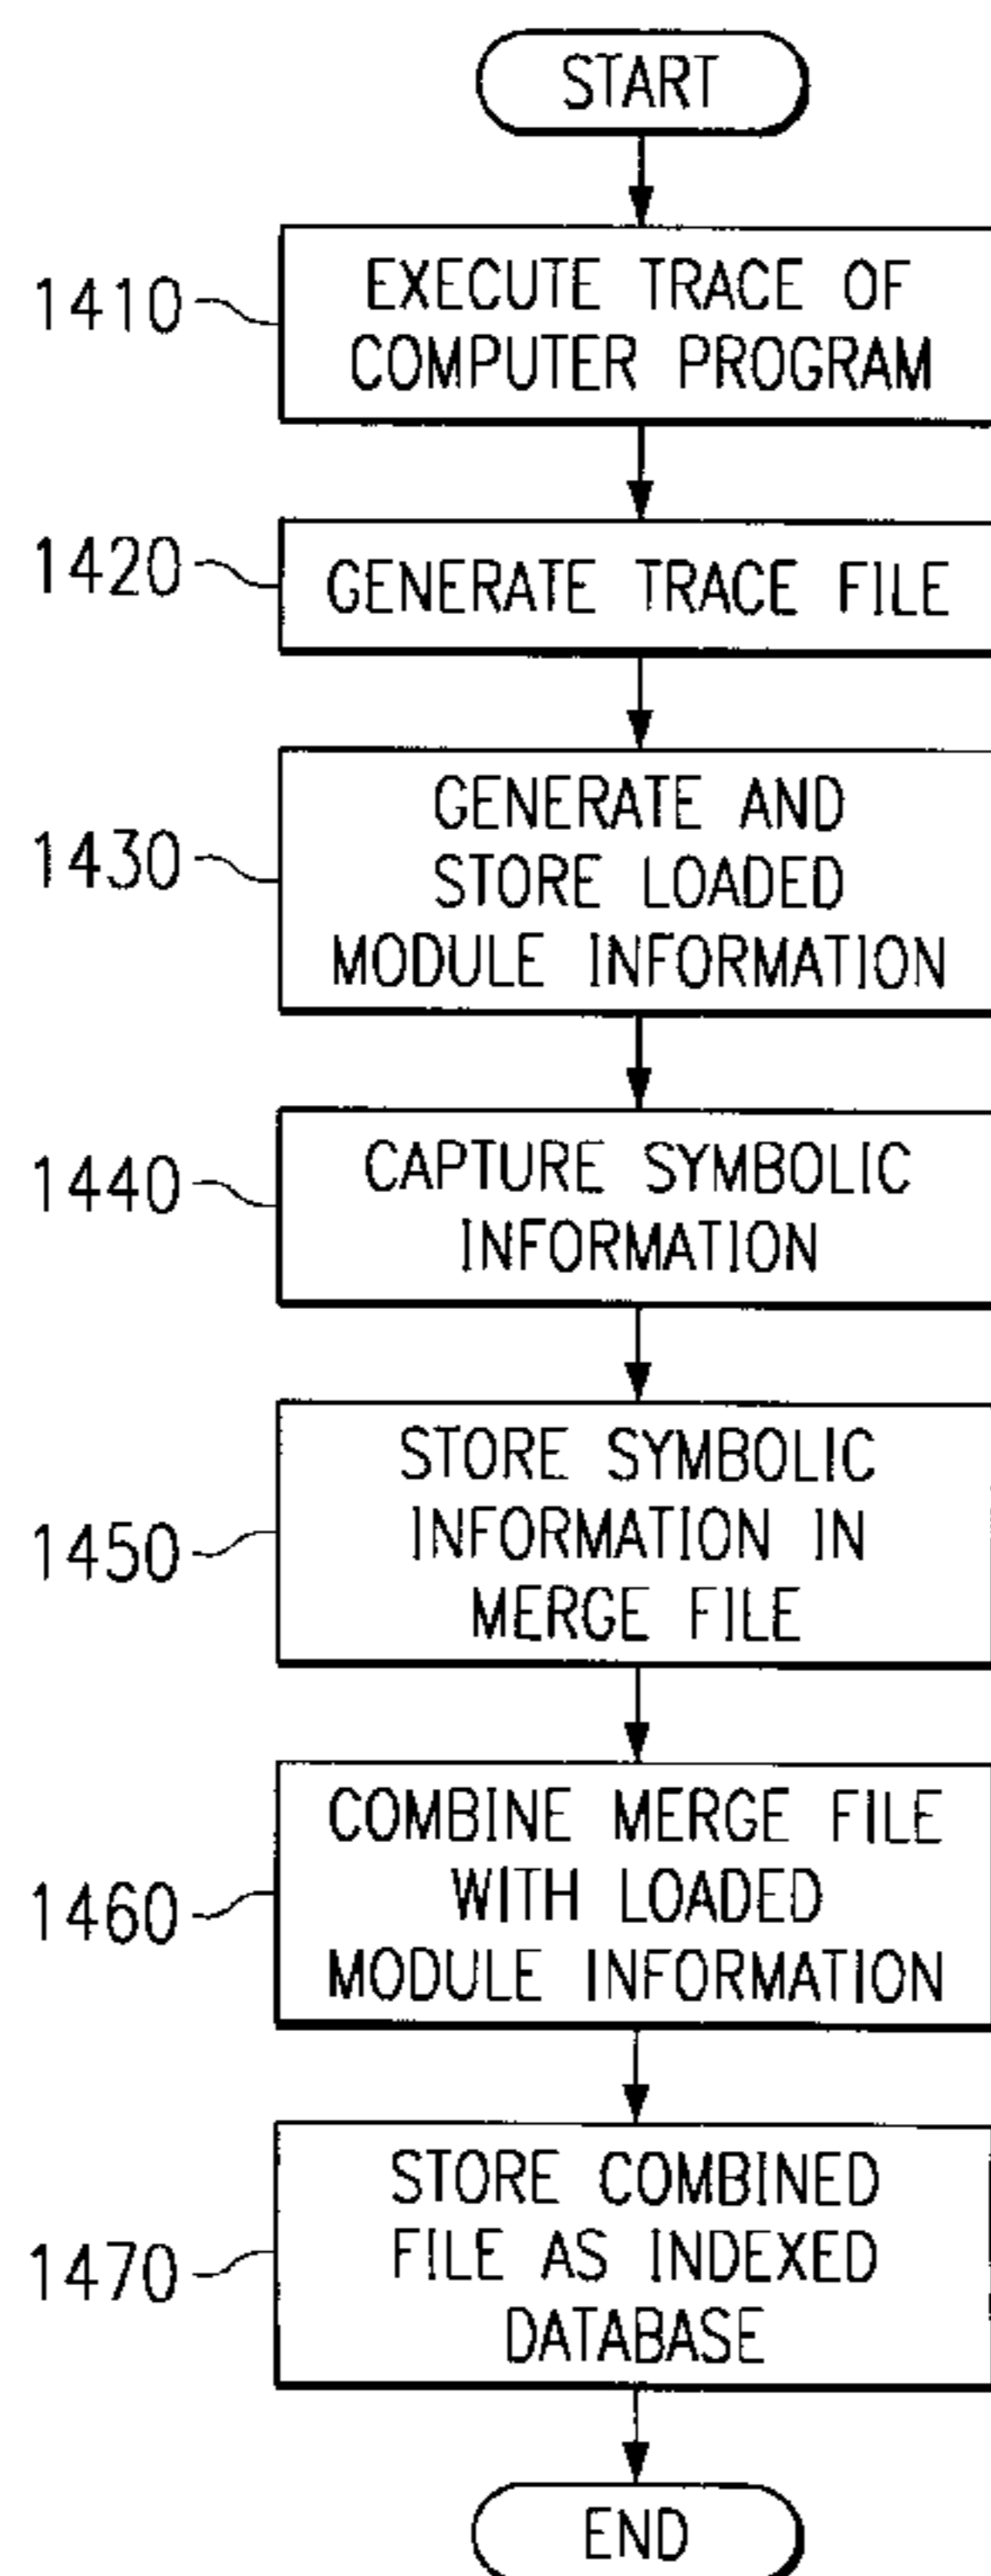 START
1410
EXECUTE TRACE OF
COMPUTER PROGRAM
1420
GENERATE TRACE FILE
1430
GENERATE AND
STORE LOADED
MODULE INFORMATION
1440
CAPTURE SYMBOLIC
INFORMATION
1450
STORE SYMBOLIC
INFORMATION IN
MERGE FILE
1460
COMBINE MERGE FILE
WITH LOADED
MODULE INFORMATION
1470
STORE COMBINED
FILE AS INDEXED
DATABASE
END